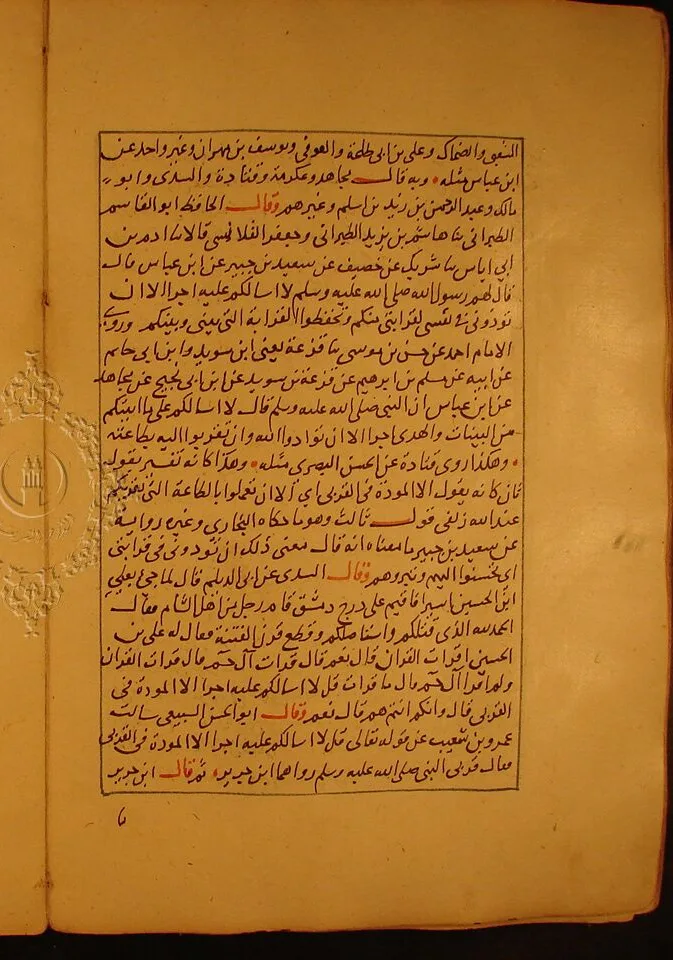 الشعبي والضحاك وعلي بن ابي طلحة والعوفي ويوسف بن مهران وغير واحد عن
ابن عباس مثله وبه قال مجاهد وعكرمة وقتادة والسدي وابو
مالك وعبد الرحمن بن زيد بن اسلم وغيرهم وقال الحافظ ابو القاسم
الطبراني ثنا هاشم بن يزيد الطبراني وجعفر القلانسي قالا ثنا ادم بن
ابي اياس ثنا شريك عن خصيف عن سعيد بن جبير عن ابن عباس قال
قال لهم رسول الله صلى الله عليه وسلم لا اسالكم عليه اجرا الا ان
تودوني في نفسي لقرابتي منكم وتحفظوا القرابة التي بيني وبينكم وروى
الامام احمد عن حسن بن موسى ثنا قزعة يعني ابن سويد وابن ابي حاتم
عن ابيه عن مسلم بن ابرهيم عن قزعة بن سويد عن ابن ابي نجيح عن مجاهد
عن ابن عباس ان النبي صلى الله عليه وسلم قال لا اسالكم على ما اتيتكم
من البينات والهدى اجرا الا ان توادوا الله وان تقربوا اليه بطاعته
وهكذا روى قتادة عن الحسن البصري مثله وهذا كانه تفسير بقول
ثان كانه يقول الا المودة في القربى اي الا ان تعملوا بالطاعة التي تقربكم
عند الله زلفى قول ثالث وهو ما حكاه البخاري وغيره رواية
عن سعيد بن جبير ما معناه انه قال معنى ذلك ان تودوني في قرابتي
اي تحسنوا اليهم وتبروهم وقال السدي عن ابي الديلم قال لما جيء بعلي
ابن الحسين اسيرا فاقيم على درج دمشق قام رجل من اهل الشام فقال
الحمد لله الذي قتلكم واستاصلكم وقطع قرن الفتنة فقال له علي بن
الحسين اقرات القران قال نعم قال قرات آل حم قال قرات القران
ولم اقرا آل حم قال ما قرات قل لا اسالكم عليه اجرا الا المودة في
القربى قال وانكم انتم هم قال نعم وقال ابو اسحق السبيعي سالت
عمرو بن شعيب عن قوله تعالى قل لا اسالكم عليه اجرا الا المودة في القربى
فقال قربى النبي صلى الله عليه وسلم رواهما ابن جرير ثم قال ابن جرير